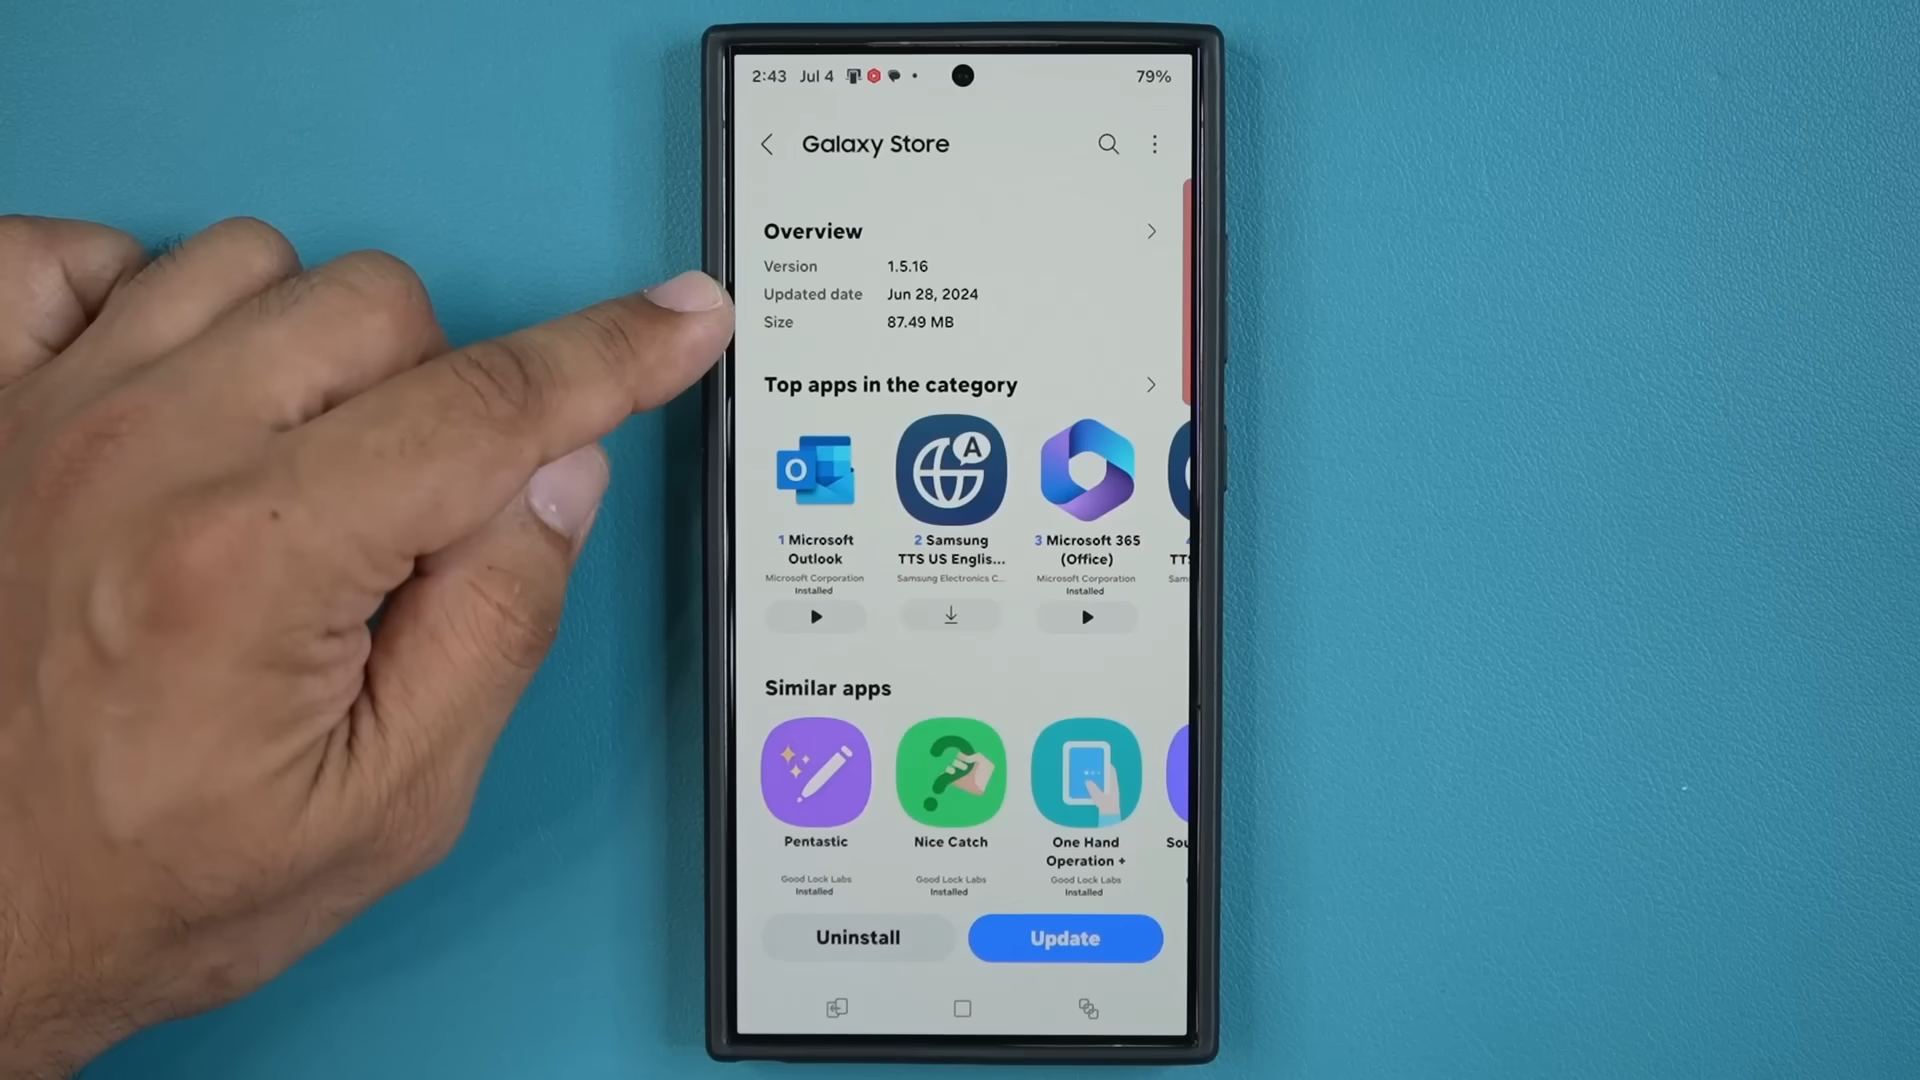 2:43 Jul 4 79%
Galaxy Store
Overview
Version 1.5.16
Updated date Jun 28, 2024
Size 87.49 MB
Top apps in the category
1 Microsoft Outlook
Microsoft Corporation
Installed
2 Samsung TTS US Englis...
Samsung Electronics C...
3 Microsoft 365 (Office)
Microsoft Corporation
Installed
TTS
Sam
Similar apps
Pentastic
Good Lock Labs
Installed
Nice Catch
Good Lock Labs
Installed
One Hand Operation +
Good Lock Labs
Installed
Sou
Uninstall
Update